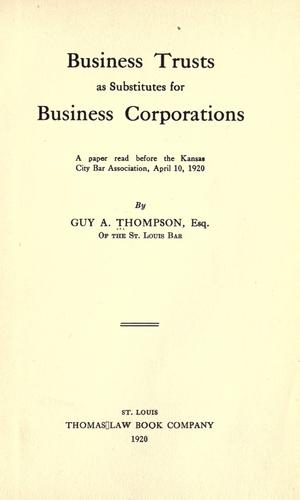 Business Trusts
as Substitutes for
Business Corporations
A paper read before the Kansas
City Bar Association, April 10, 1920
By
GUY A. THOMPSON, Esq.
OF THE ST. LOUIS BAR
ST. LOUIS
THOMAS LAW BOOK COMPANY
1920